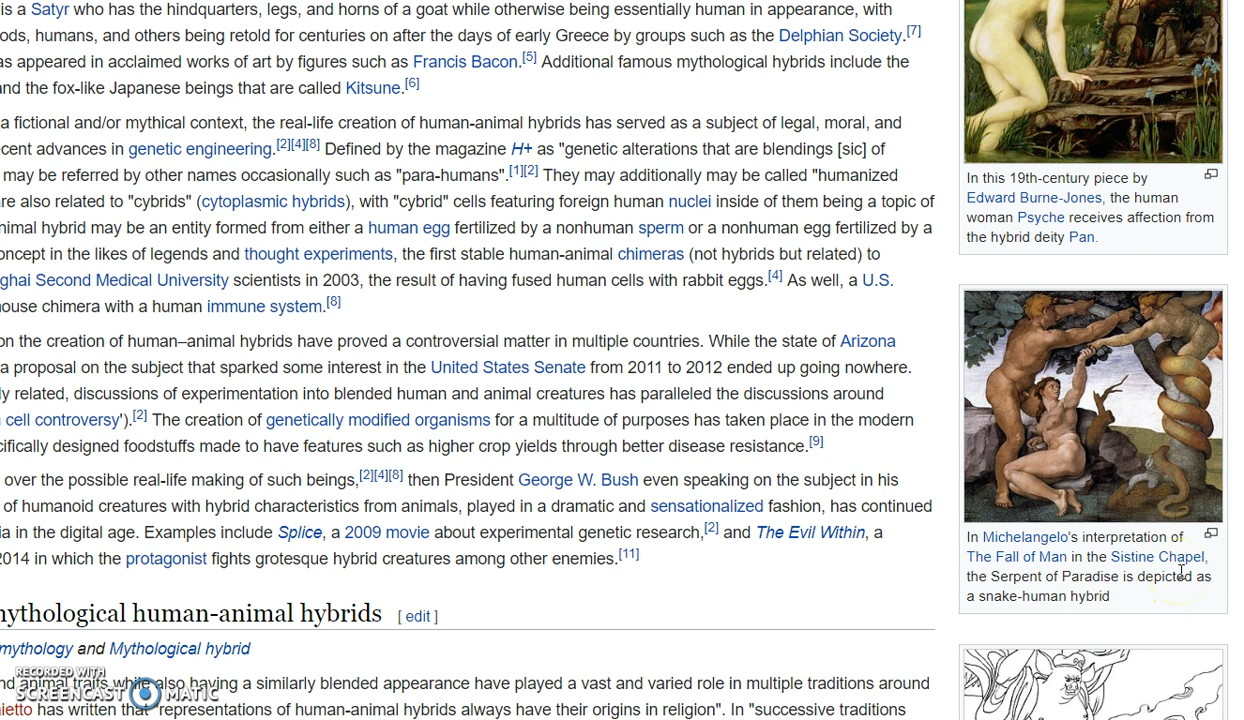 is a Satyr who has the hindquarters, legs, and horns of a goat while otherwise being essentially human in appearance, with
ods, humans, and others being retold for centuries on after the days of early Greece by groups such as the Delphian Society.[7]
as appeared in acclaimed works of art by figures such as Francis Bacon.[5] Additional famous mythological hybrids include the
and the fox-like Japanese beings that are called Kitsune.[6]
a fictional and/or mythical context, the real-life creation of human-animal hybrids has served as a subject of legal, moral, and
ecent advances in genetic engineering.[2][4][8] Defined by the magazine H+ as "genetic alterations that are blendings [sic] of
may be referred by other names occasionally such as "para-humans".[1][2] They may additionally may be called "humanized
re also related to "cybrids" (cytoplasmic hybrids), with "cybrid" cells featuring foreign human nuclei inside of them being a topic of
nimal hybrid may be an entity formed from either a human egg fertilized by a nonhuman sperm or a nonhuman egg fertilized by a
oncept in the likes of legends and thought experiments, the first stable human-animal chimeras (not hybrids but related) to
ghai Second Medical University scientists in 2003, the result of having fused human cells with rabbit eggs.[4] As well, a U.S.
ouse chimera with a human immune system.[8]
on the creation of human–animal hybrids have proved a controversial matter in multiple countries. While the state of Arizona
a proposal on the subject that sparked some interest in the United States Senate from 2011 to 2012 ended up going nowhere.
ly related, discussions of experimentation into blended human and animal creatures has paralleled the discussions around
cell controversy').[2] The creation of genetically modified organisms for a multitude of purposes has taken place in the modern
cifically designed foodstuffs made to have features such as higher crop yields through better disease resistance.[9]
over the possible real-life making of such beings,[2][4][8] then President George W. Bush even speaking on the subject in his
of humanoid creatures with hybrid characteristics from animals, played in a dramatic and sensationalized fashion, has continued
ia in the digital age. Examples include Splice, a 2009 movie about experimental genetic research,[2] and The Evil Within, a
2014 in which the protagonist fights grotesque hybrid creatures among other enemies.[11]
mythological human-animal hybrids [ edit ]
mythology and Mythological hybrid
nd animal traits while also having a similarly blended appearance have played a vast and varied role in multiple traditions around
ietto has written that "representations of human-animal hybrids always have their origins in religion". In "successive traditions
RECORDED WITH
SCREENCAST MATIC
In this 19th-century piece by
Edward Burne-Jones, the human
woman Psyche receives affection from
the hybrid deity Pan.
In Michelangelo's interpretation of
The Fall of Man in the Sistine Chapel,
the Serpent of Paradise is depicted as
a snake-human hybrid